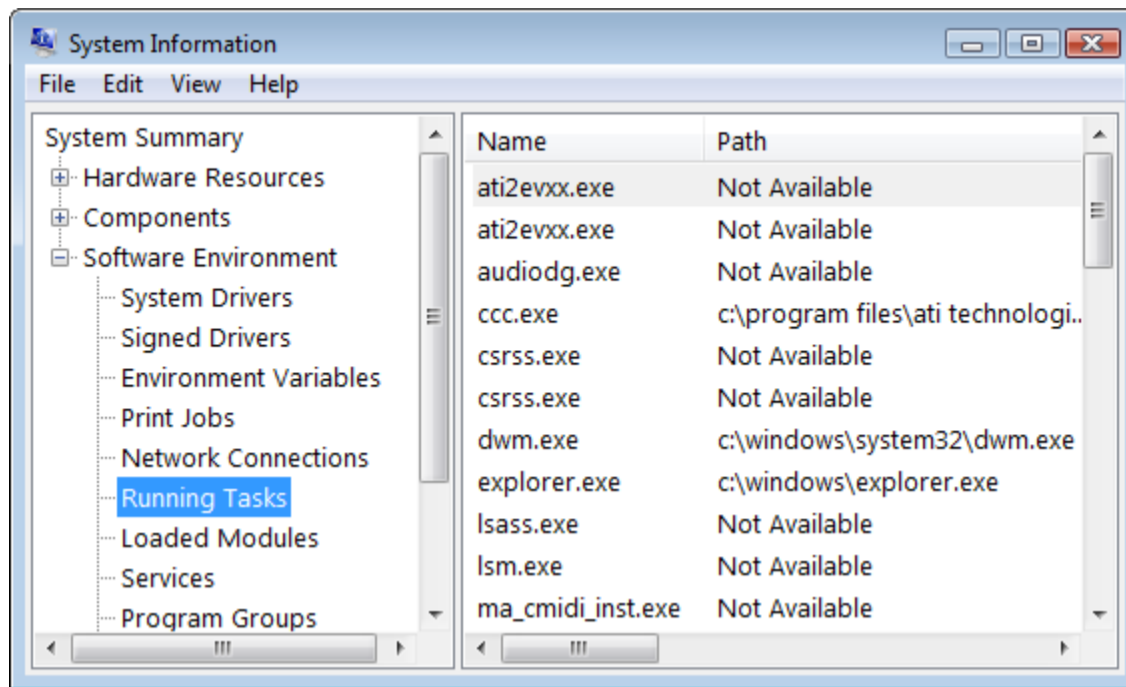 System Information
File Edit View Help
System Summary
Hardware Resources
Components
Software Environment
System Drivers
Signed Drivers
Environment Variables
Print Jobs
Network Connections
Running Tasks
Loaded Modules
Services
Program Groups
Name Path
ati2evxx.exe Not Available
ati2evxx.exe Not Available
audiodg.exe Not Available
ccc.exe c:\program files\ati technologi..
csrss.exe Not Available
csrss.exe Not Available
dwm.exe c:\windows\system32\dwm.exe
explorer.exe c:\windows\explorer.exe
lsass.exe Not Available
lsm.exe Not Available
ma_cmidi_inst.exe Not Available